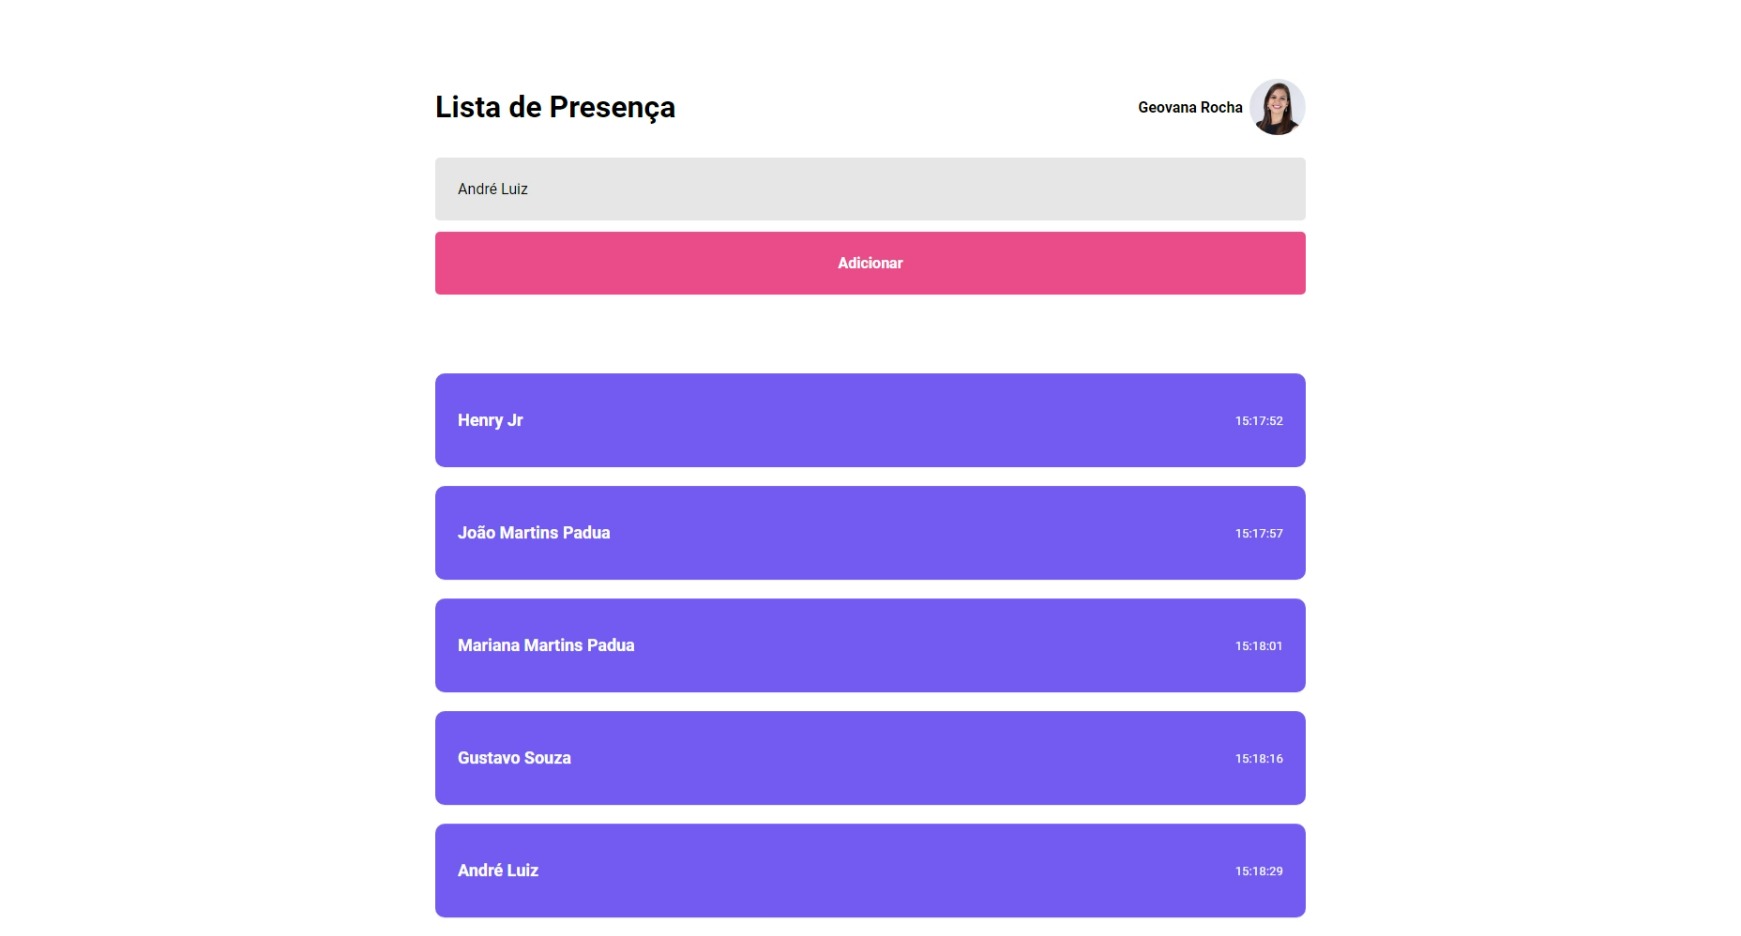 Lista de Presença
Geovana Rocha
André Luiz
Adicionar
Henry Jr
15:17:52
João Martins Padua
15:17:57
Mariana Martins Padua
15:18:01
Gustavo Souza
15:18:16
André Luiz
15:18:29